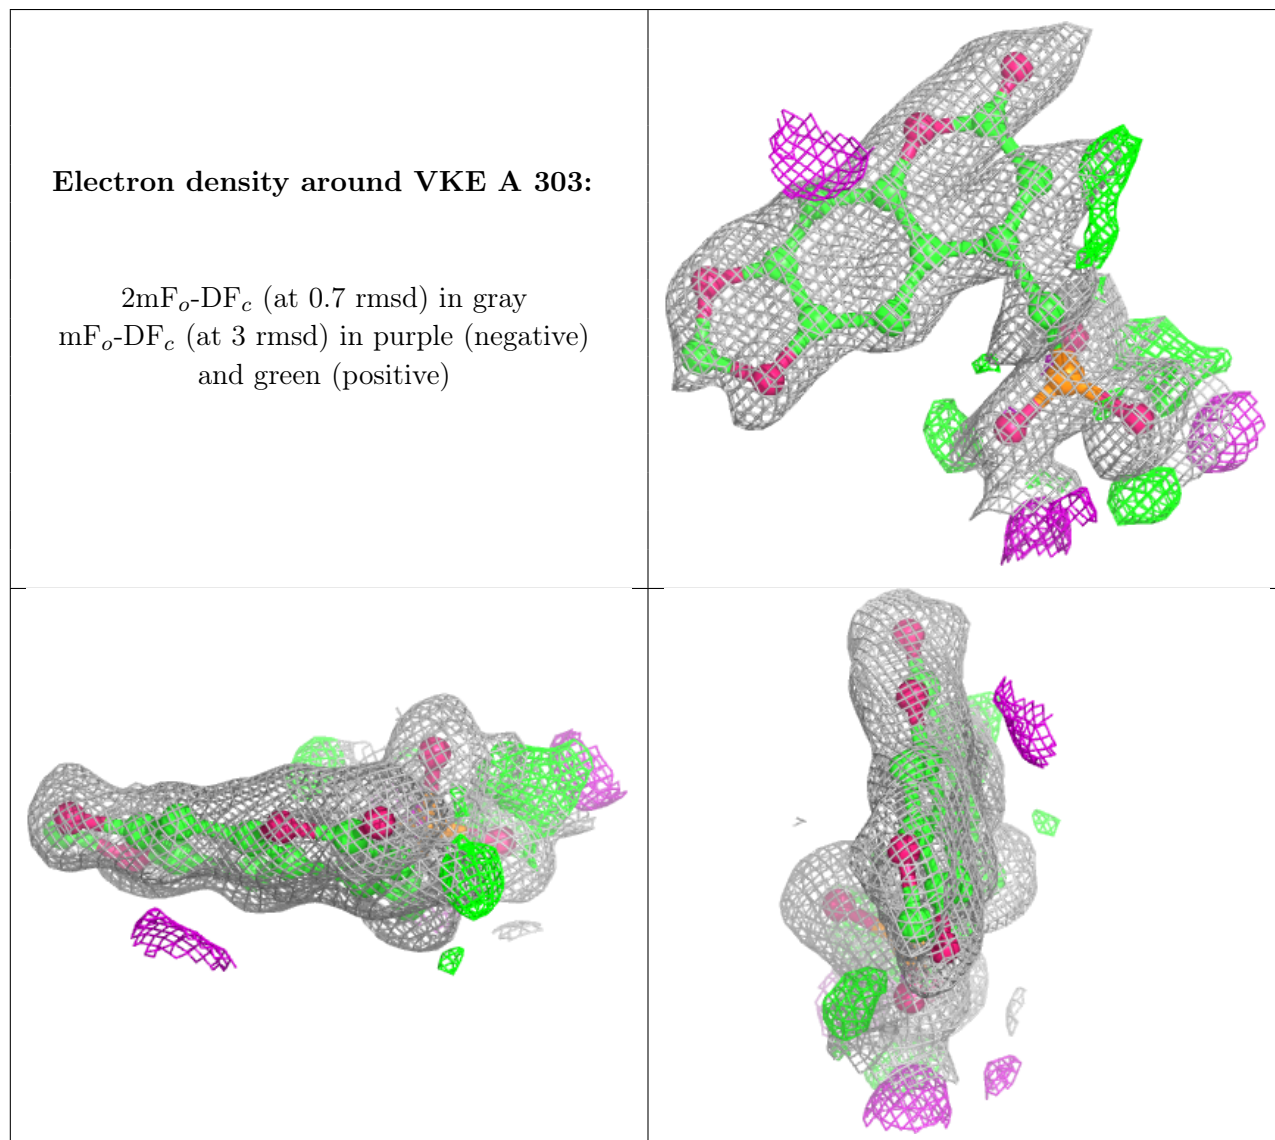 Electron density around VKE A 303:
2mFₒ-DF𝒸 (at 0.7 rmsd) in gray
mFₒ-DF𝒸 (at 3 rmsd) in purple (negative)
and green (positive)